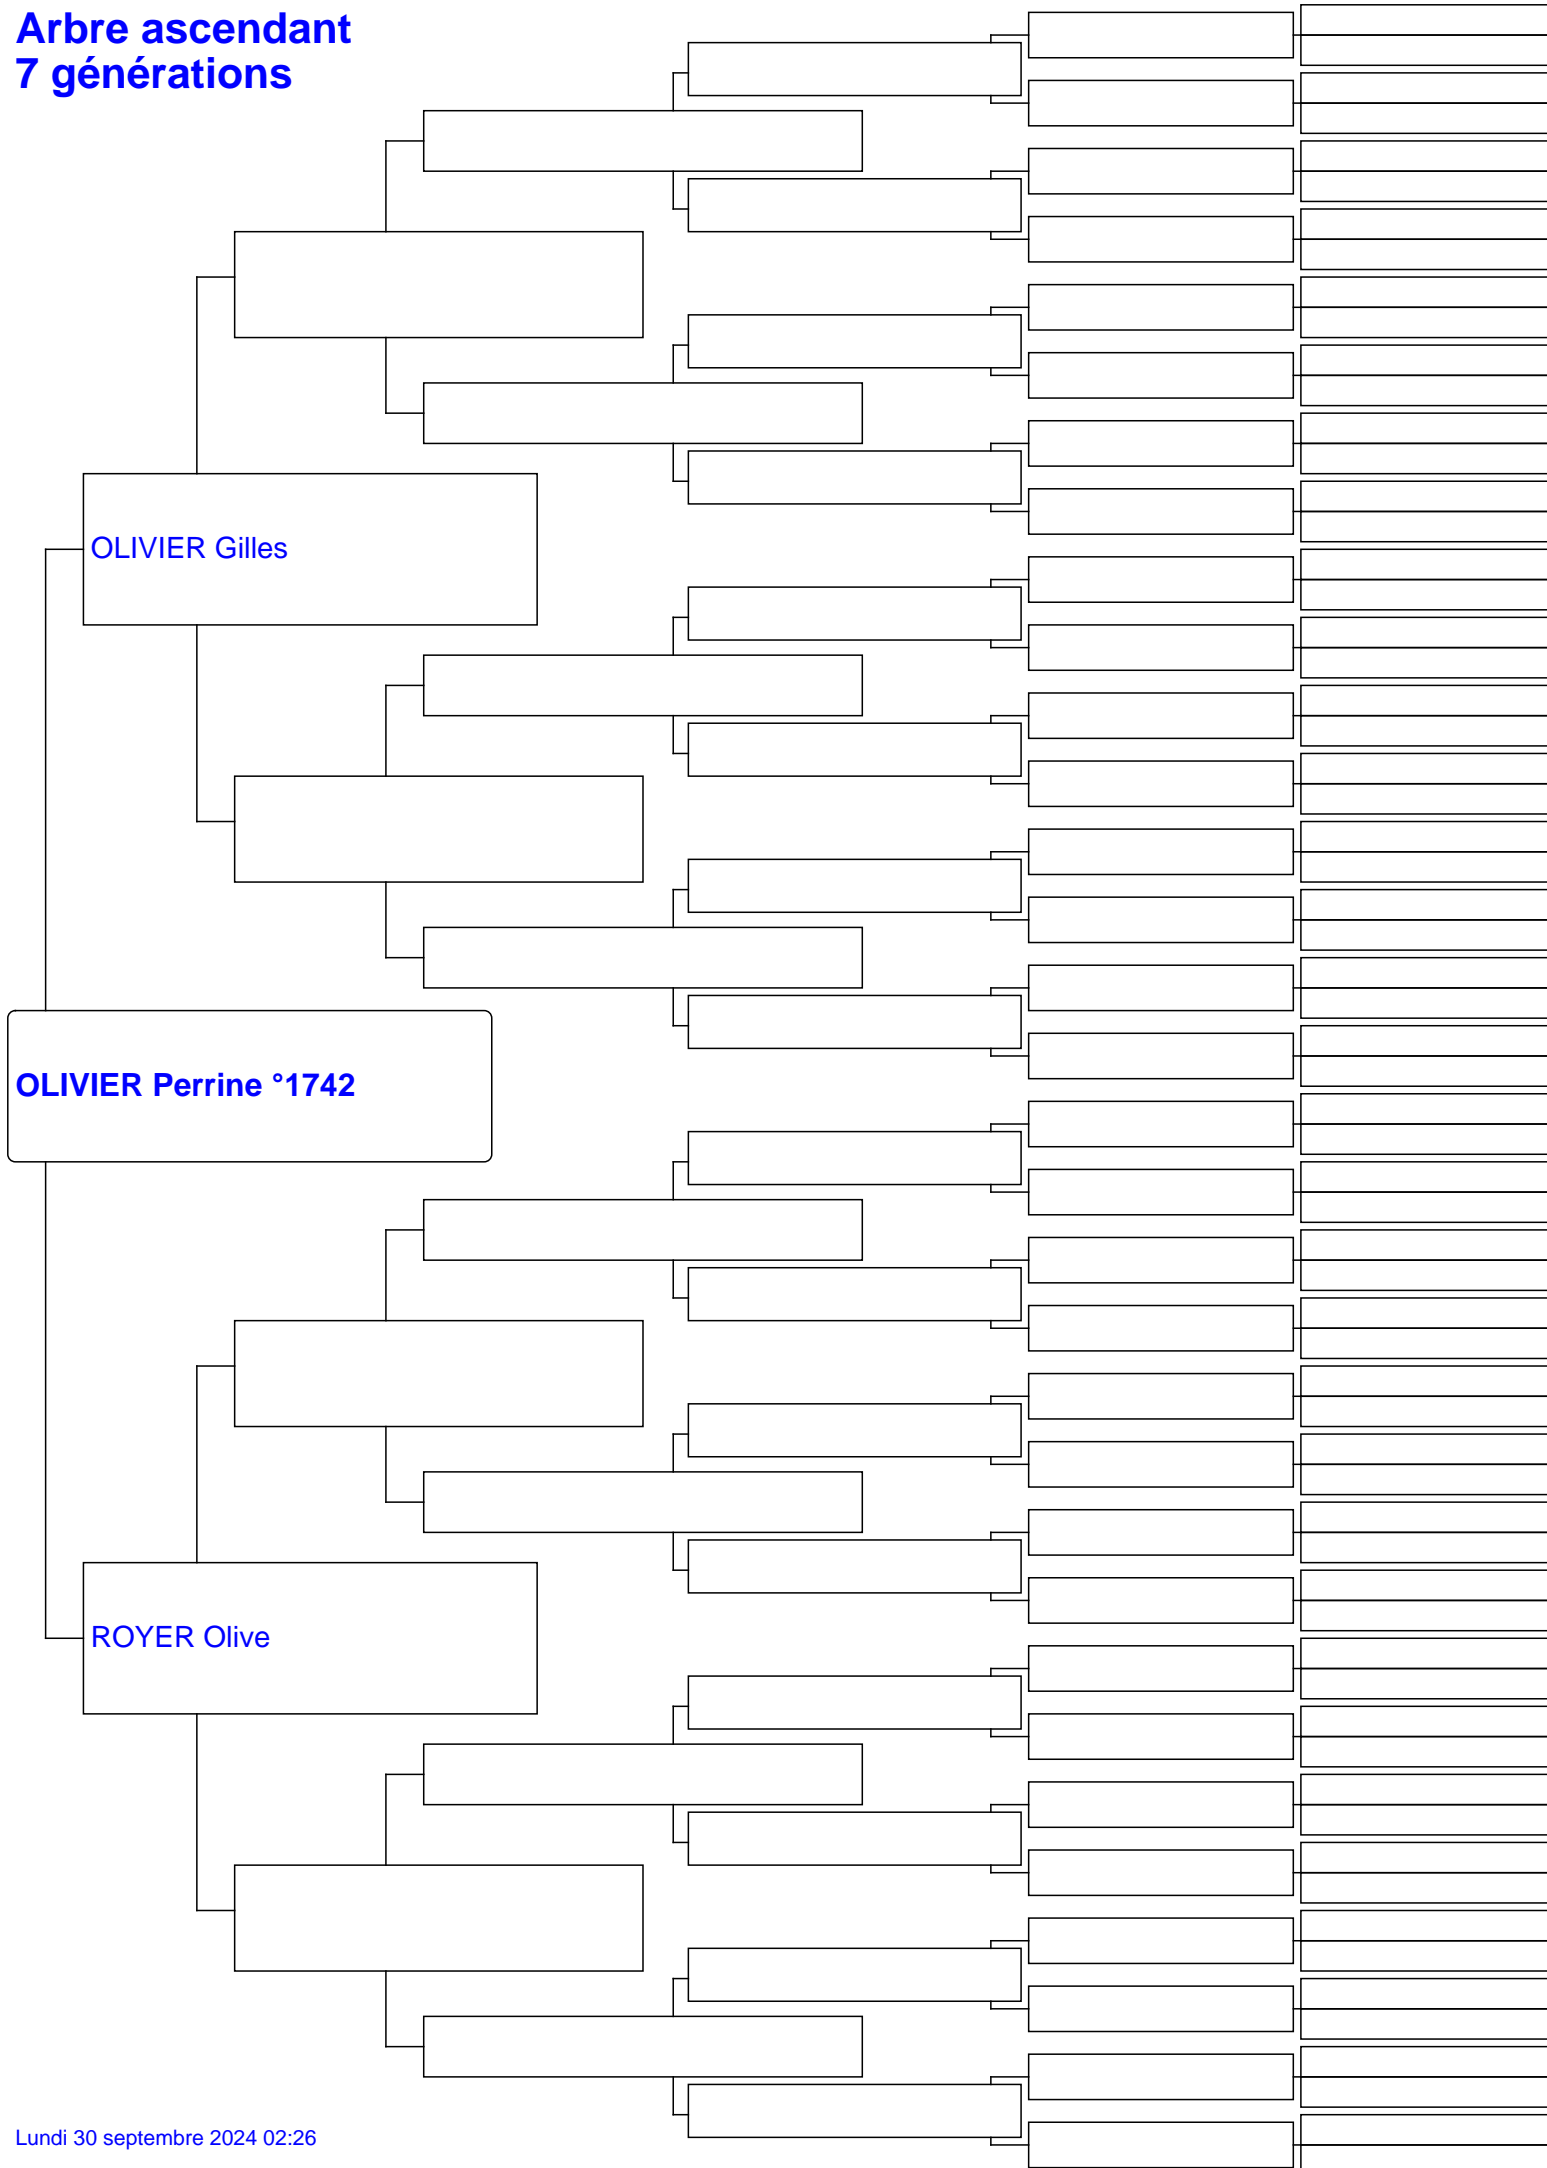 Arbre ascendant
7 générations
OLIVIER Gilles
OLIVIER Perrine °1742
ROYER Olive
Lundi 30 septembre 2024 02:26